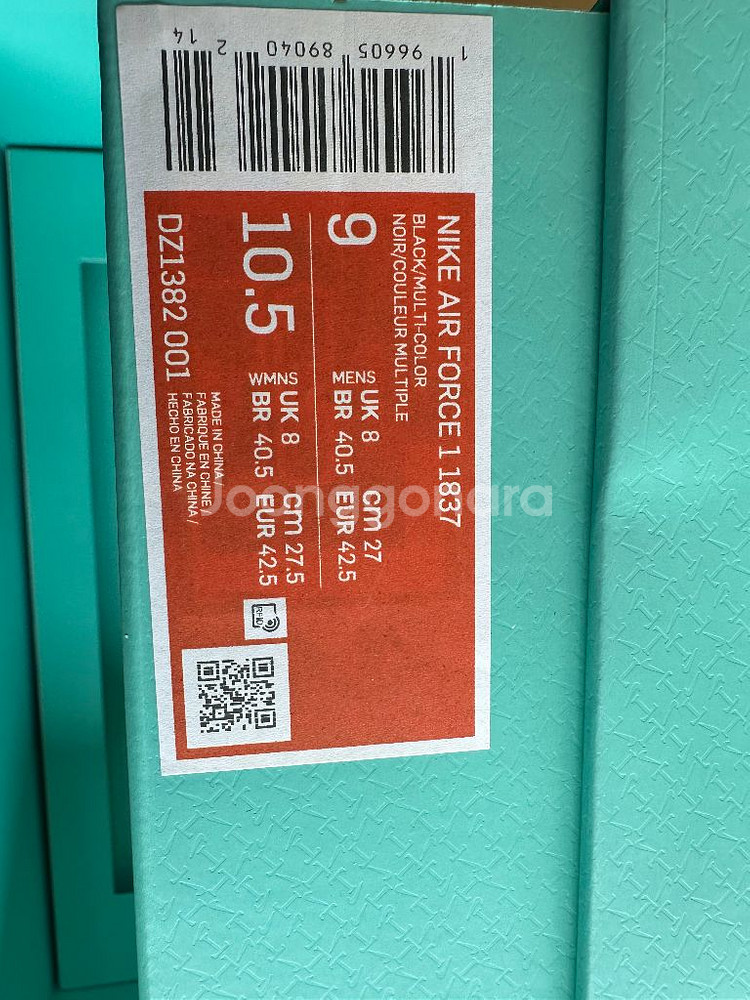 NIKE AIR FORCE 1 1837
BLACK/MULTI-COLOR
NOIR/COULEUR MULTIPLE
9
MENS
UK 8 cm 27
BR 40.5 EUR 42.5
10.5
WMNS
UK 8 cm 27.5
BR 40.5 EUR 42.5
RFID
DZ1382 001
MADE IN CHINA/
FABRIQUE EN CHINE/
FABRICADO NA CHINA/
HECHO EN CHINA
1 96605 89040 2 14
Joonggonara